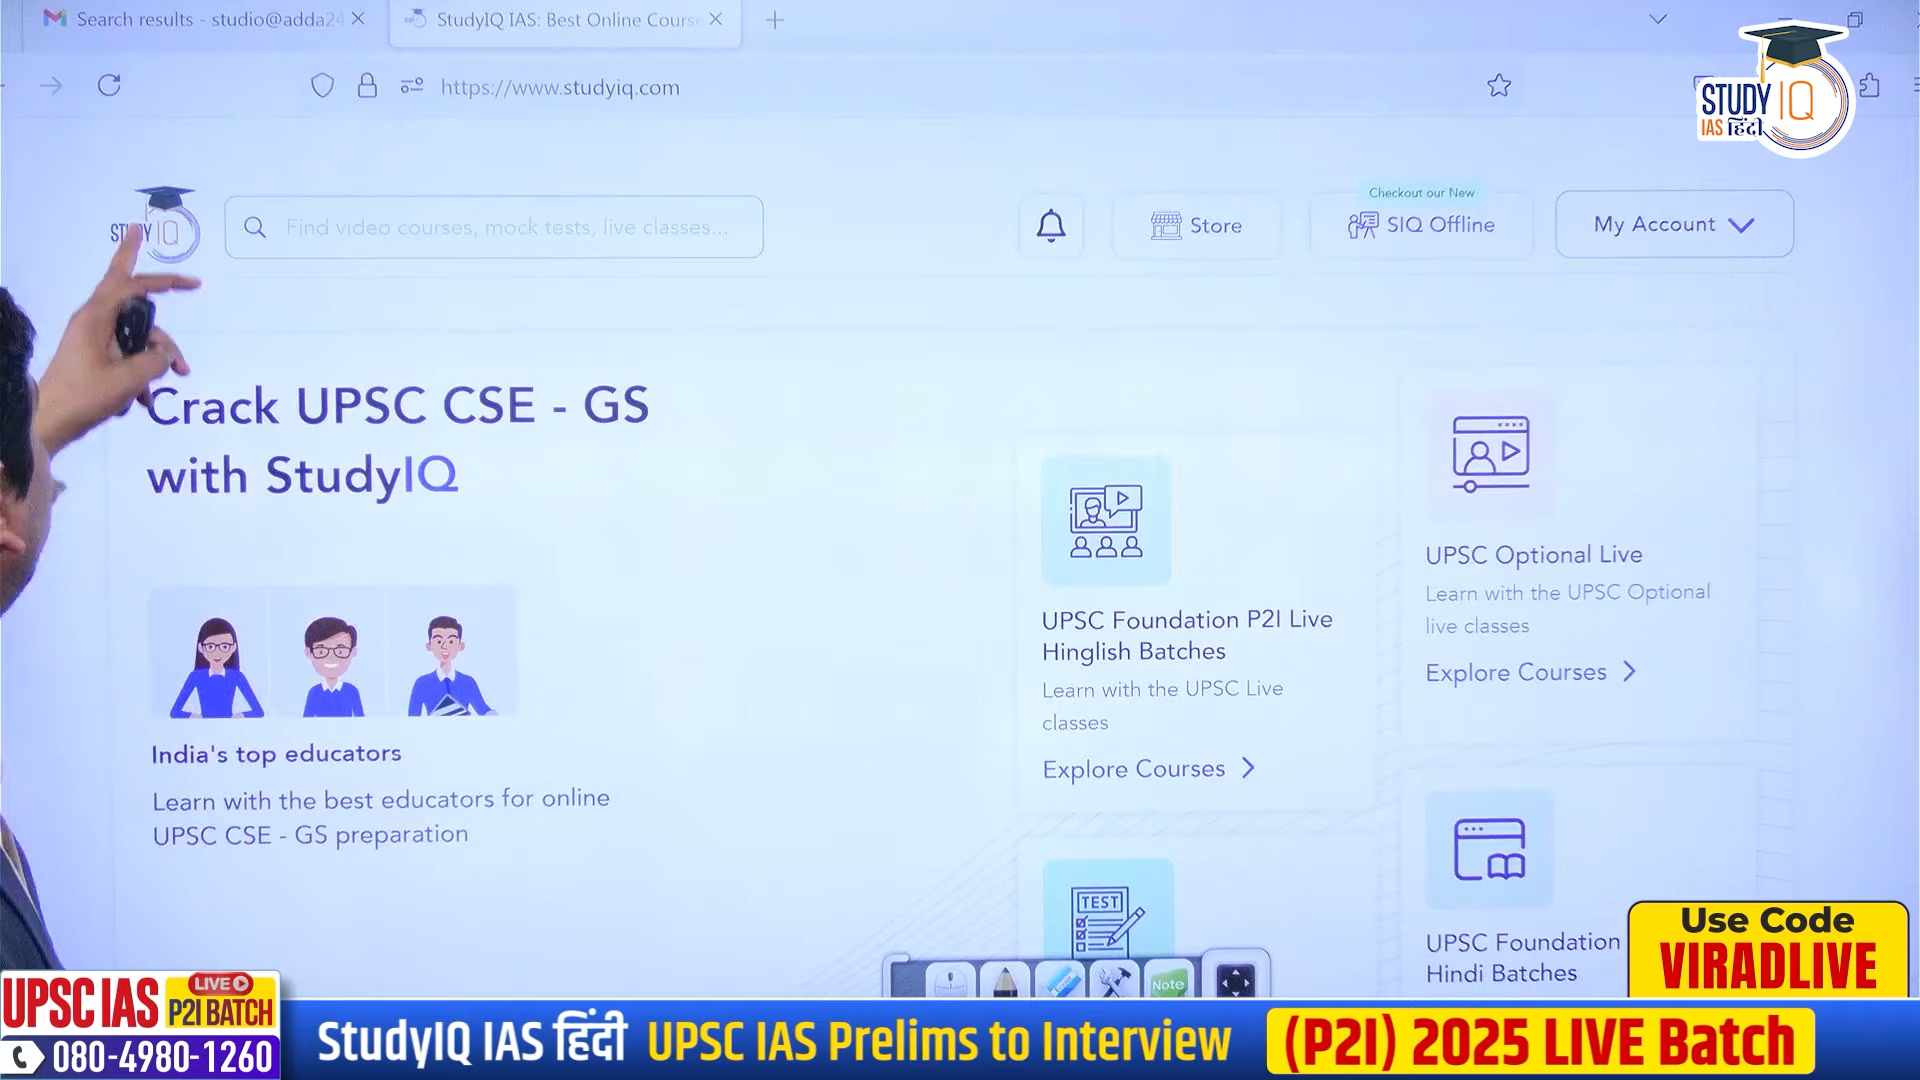 Search results - studio@adda24
StudyIQ IAS: Best Online Course
https://www.studyiq.com
STUDY IQ
IAS हिंदी
STUDY IQ
Find video courses, mock tests, live classes...
Store
Checkout our New
SIQ Offline
My Account
Crack UPSC CSE - GS
with StudyIQ
India's top educators
Learn with the best educators for online
UPSC CSE - GS preparation
UPSC Foundation P2I Live
Hinglish Batches
Learn with the UPSC Live
classes
Explore Courses
UPSC Optional Live
Learn with the UPSC Optional
live classes
Explore Courses
TEST
UPSC Foundation
Hindi Batches
Note
Use Code
VIRADLIVE
UPSC IAS
LIVE
P2I BATCH
080-4980-1260
StudyIQ IAS हिंदी UPSC IAS Prelims to Interview (P2I) 2025 LIVE Batch